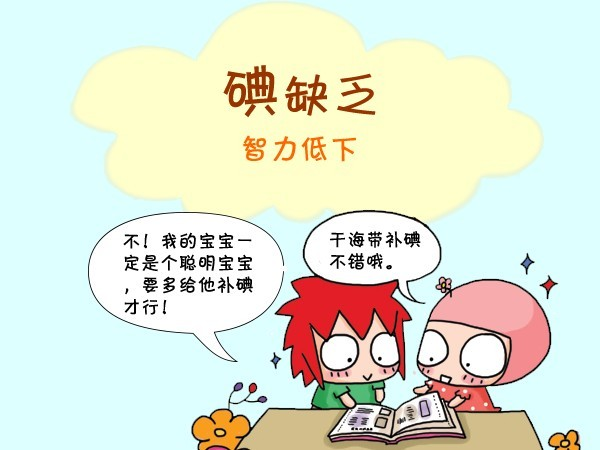 碘缺乏
智力低下
不！我的宝宝一
定是个聪明宝宝
，要多给他补碘
才行！
干海带补碘
不错哦。